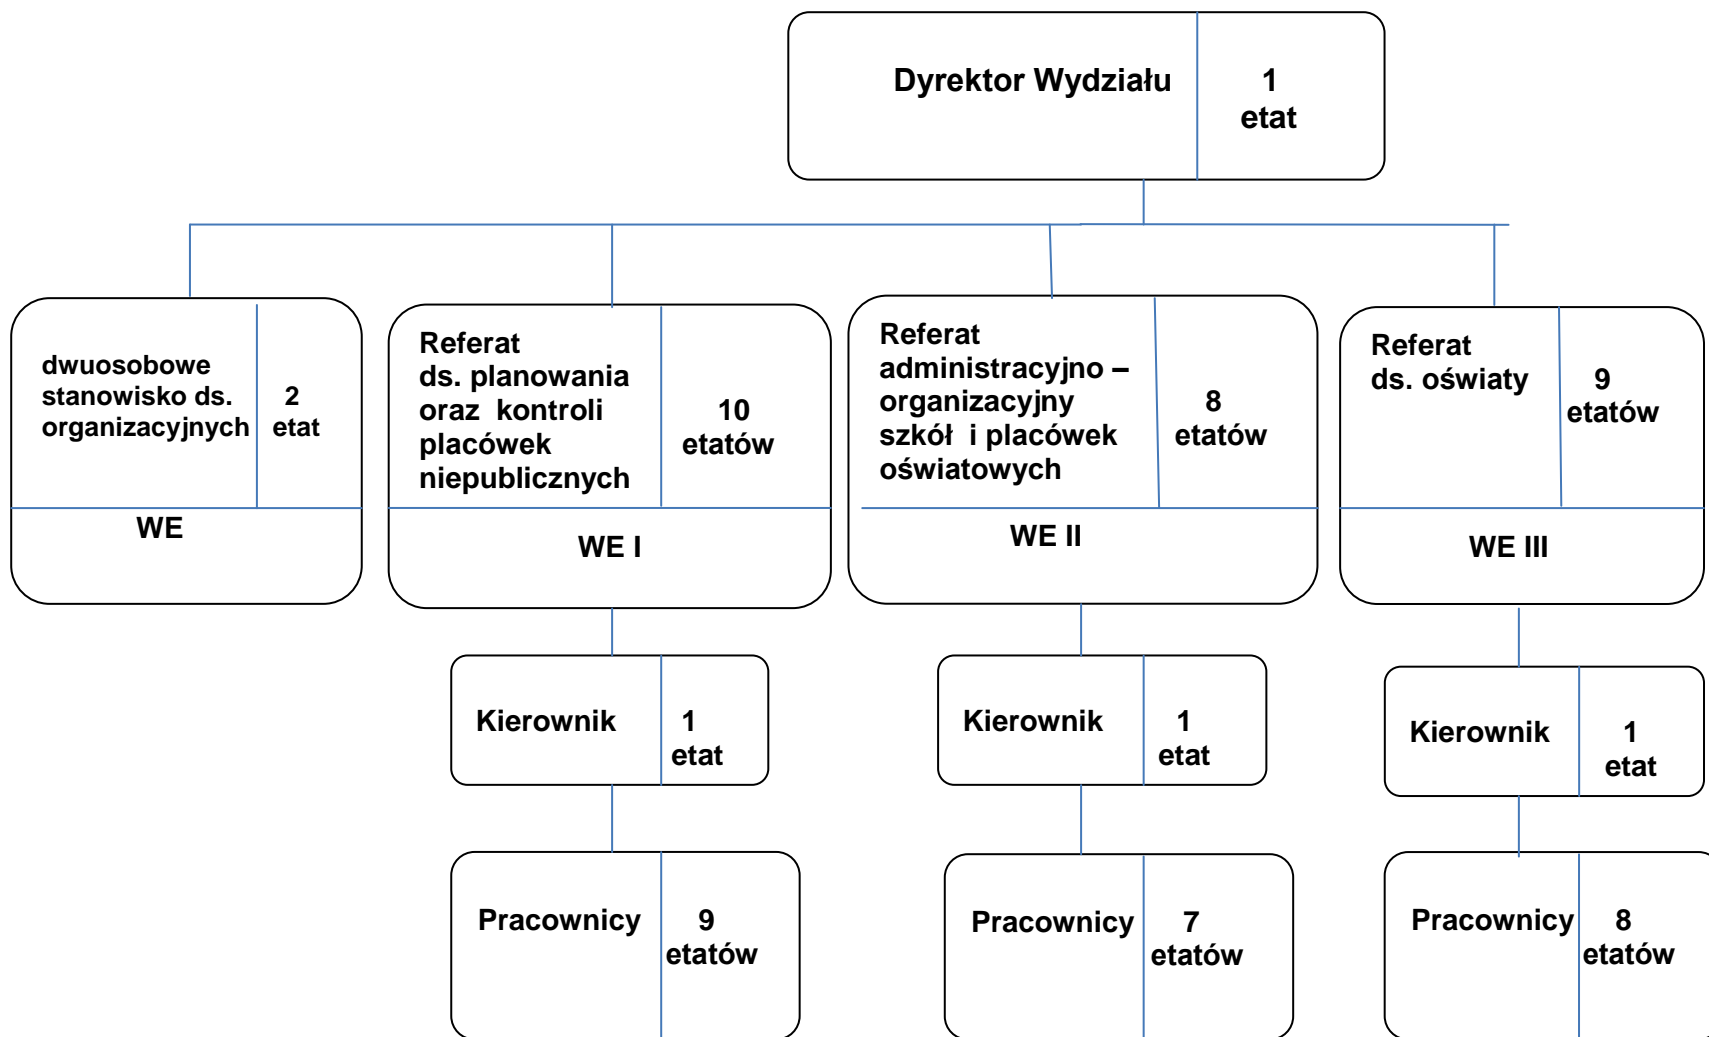 Dyrektor Wydziału
1
etat
dwuosobowe
stanowisko ds.
organizacyjnych
2
etat
WE
Referat
ds. planowania
oraz kontroli
placówek
niepublicznych
10
etatów
WE I
Referat
administracyjno –
organizacyjny
szkół i placówek
oświatowych
8
etatów
WE II
Referat
ds. oświaty
9
etatów
WE III
Kierownik
1
etat
Kierownik
1
etat
Kierownik
1
etat
Pracownicy
9
etatów
Pracownicy
7
etatów
Pracownicy
8
etatów